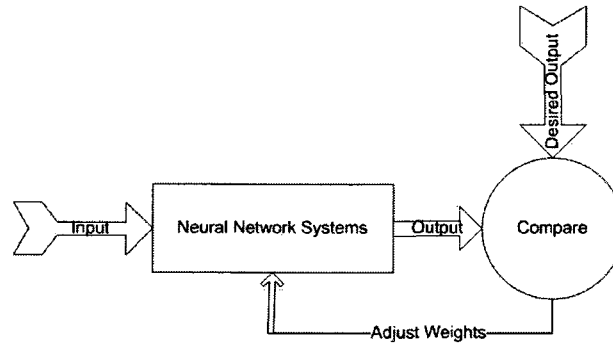 Desired Output
Input
Neural Network Systems
Output
Compare
Adjust Weights